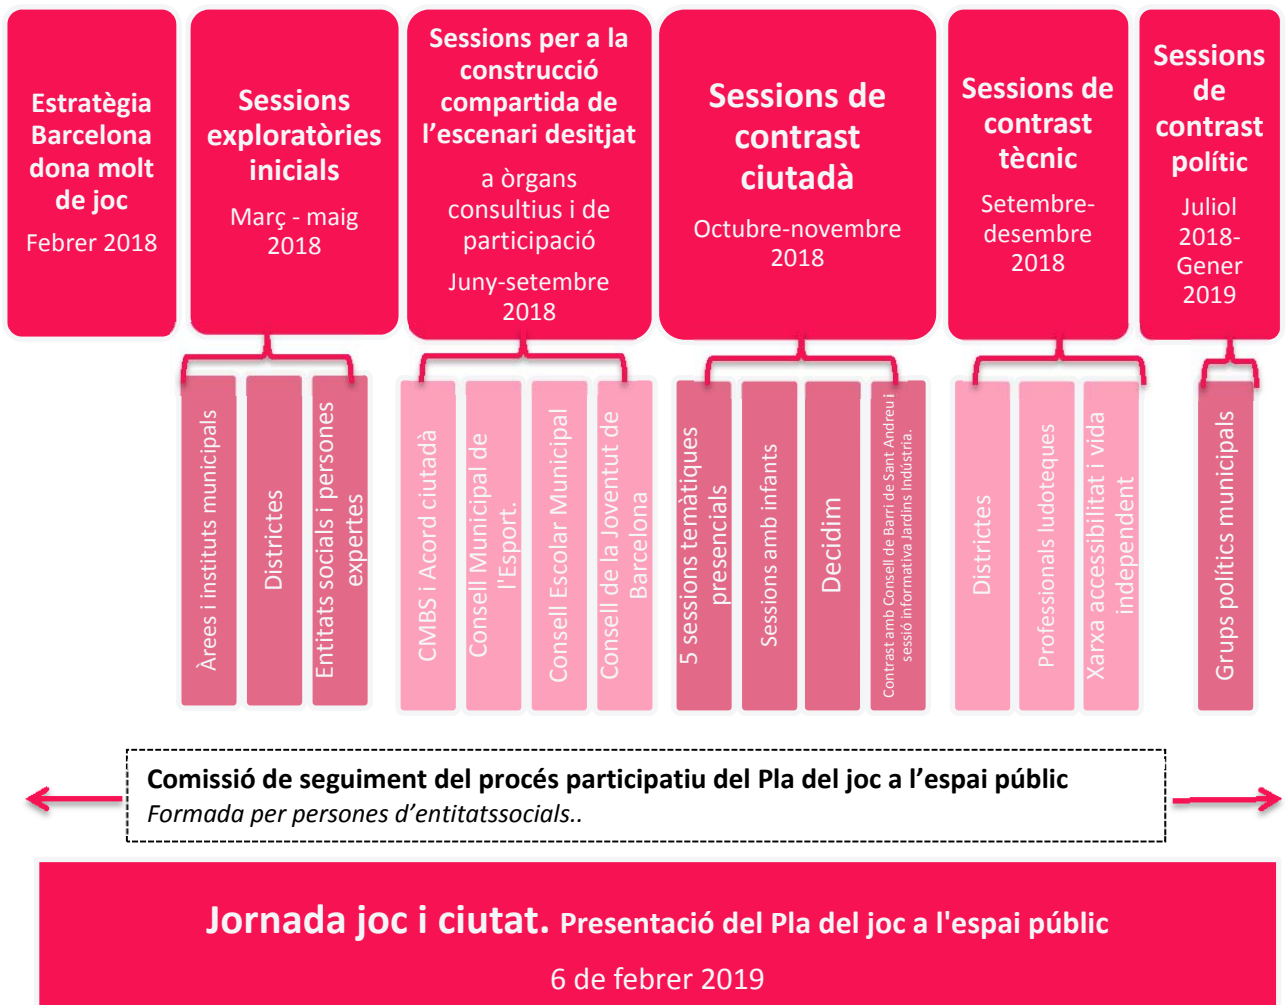 Estratègia
Barcelona
dona molt
de joc
Febrer 2018
Sessions
exploratòries
inicials
Març - maig
2018
Sessions per a la
construcció
compartida de
l’escenari desitjat
a òrgans
consultius i de
participació
Juny-setembre
2018
Sessions de
contrast
ciutadà
Octubre-novembre
2018
Sessions de
contrast
tècnic
Setembre-
desembre
2018
Sessions
de
contrast
polític
Juliol
2018-
Gener
2019
Àrees i instituts municipals
Districtes
Entitats socials i persones
expertes
CMBS i Acord ciutadà
Consell Municipal de
l'Esport.
Consell Escolar Municipal
Consell de la Joventut de
Barcelona
5 sessions temàtiques
presencials
Sessions amb infants
Decidim
Contrast amb Consell de Barri de Sant Andreu i
sessió informativa Jardins Indústria.
Districtes
Professionals ludoteques
Xarxa accessibilitat i vida
independent
Grups polítics municipals
Comissió de seguiment del procés participatiu del Pla del joc a l’espai públic
Formada per persones d’entitatssocials..
Jornada joc i ciutat. Presentació del Pla del joc a l'espai públic
6 de febrer 2019